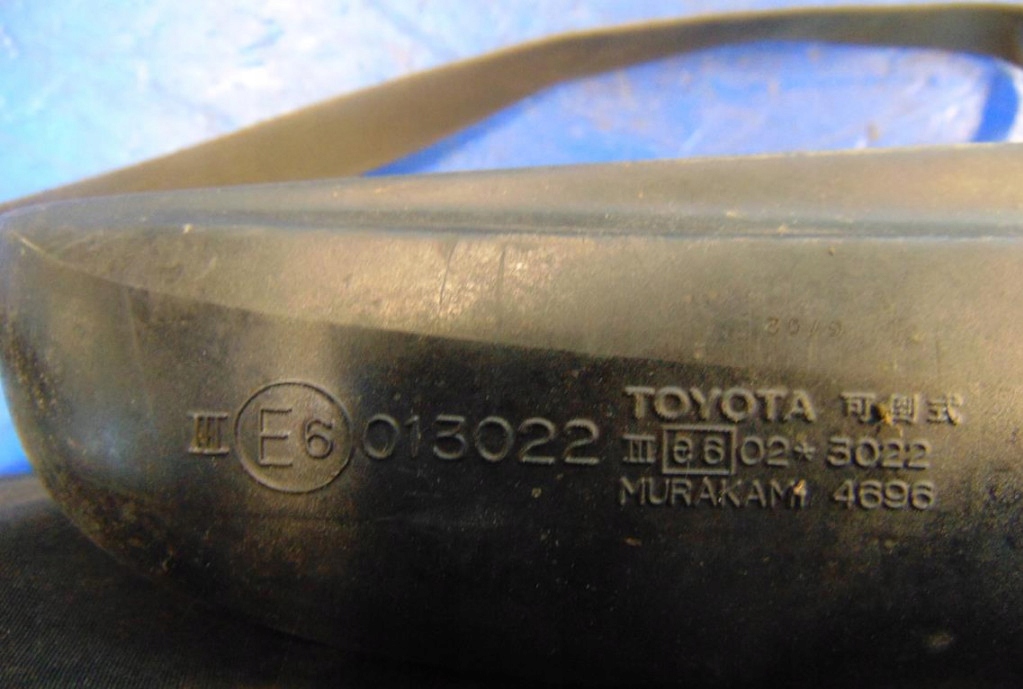 III E6 013022
TOYOTA 可倒式
III e6 02* 3022
MURAKAMI 4696